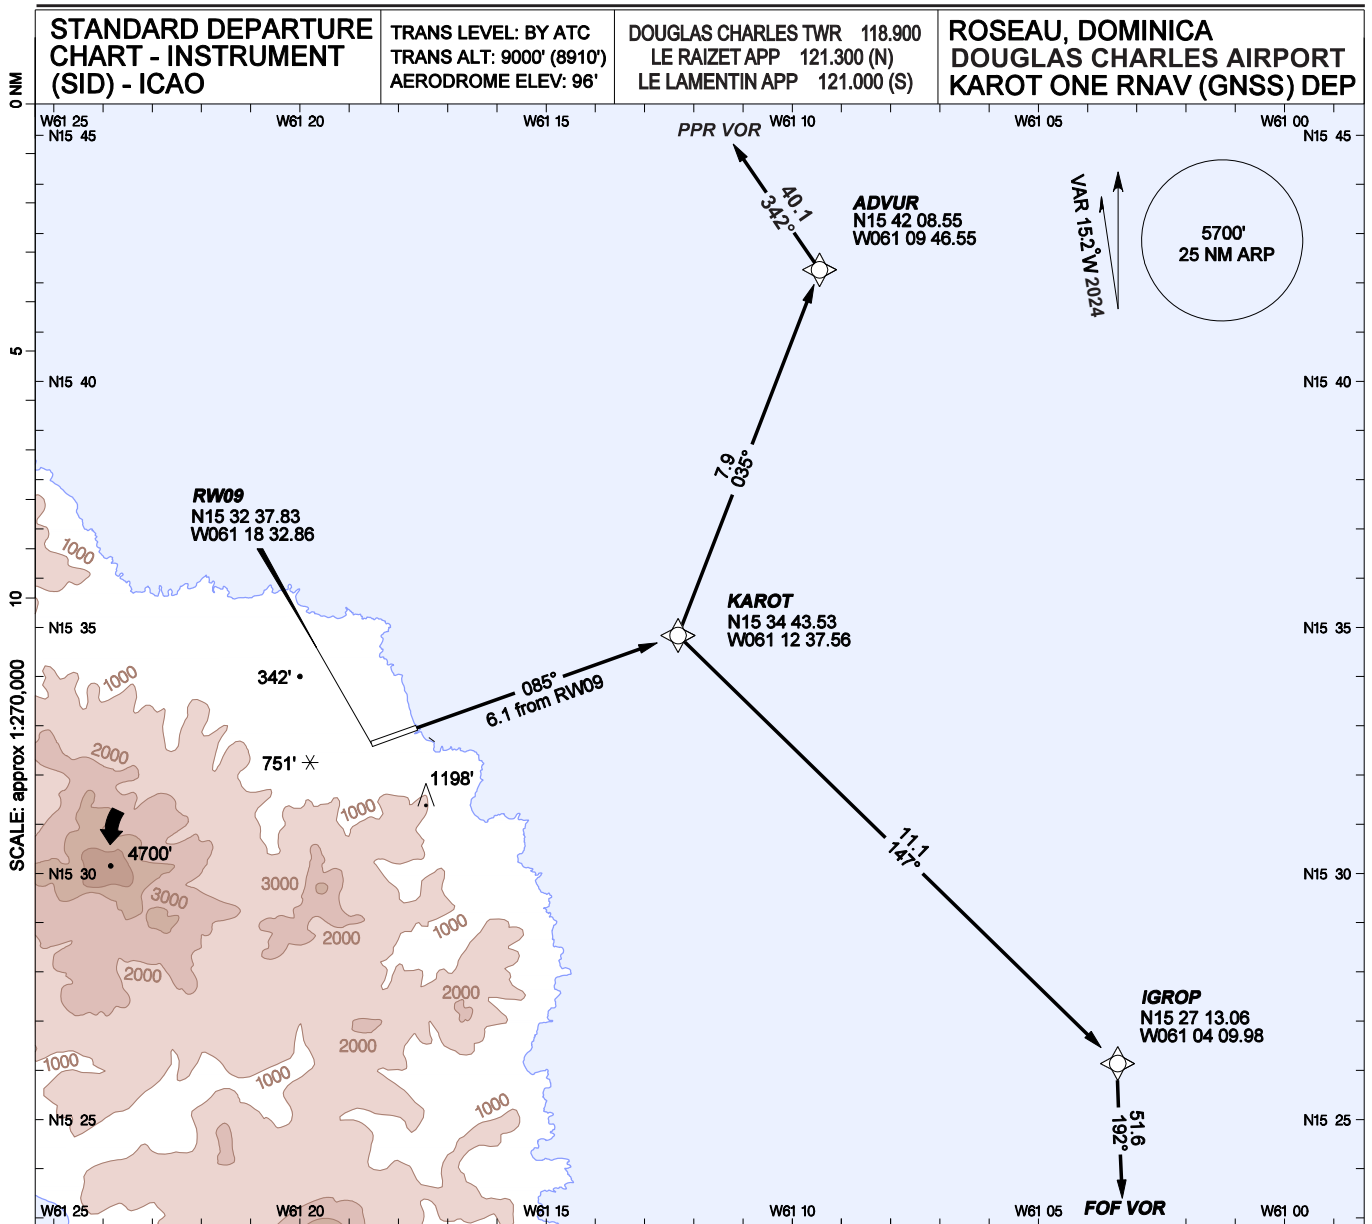 STANDARD DEPARTURE
CHART - INSTRUMENT
(SID) - ICAO
TRANS LEVEL: BY ATC
TRANS ALT: 9000' (8910')
AERODROME ELEV: 96'
DOUGLAS CHARLES TWR 118.900
LE RAIZET APP 121.300 (N)
LE LAMENTIN APP 121.000 (S)
ROSEAU, DOMINICA
DOUGLAS CHARLES AIRPORT
KAROT ONE RNAV (GNSS) DEP
0 NM
W61 25
W61 20
W61 15
W61 10
W61 05
W61 00
N15 45
N15 45
PPR VOR
40.1
342°
ADVUR
N15 42 08.55
W061 09 46.55
VAR 15.2°W 2024
5700'
25 NM ARP
5
N15 40
N15 40
7.9
035°
RW09
N15 32 37.83
W061 18 32.86
1000
10
N15 35
N15 35
KAROT
N15 34 43.53
W061 12 37.56
342'
085°
6.1 from RW09
1000
2000
751'
1198'
1000
SCALE: approx 1:270,000
4700'
11.1
147°
N15 30
N15 30
3000
3000
1000
2000
2000
2000
IGROP
N15 27 13.06
W061 04 09.98
2000
1000
1000
1000
N15 25
N15 25
51.6
192°
W61 25
W61 20
W61 15
W61 10
W61 05
FOF VOR
W61 00